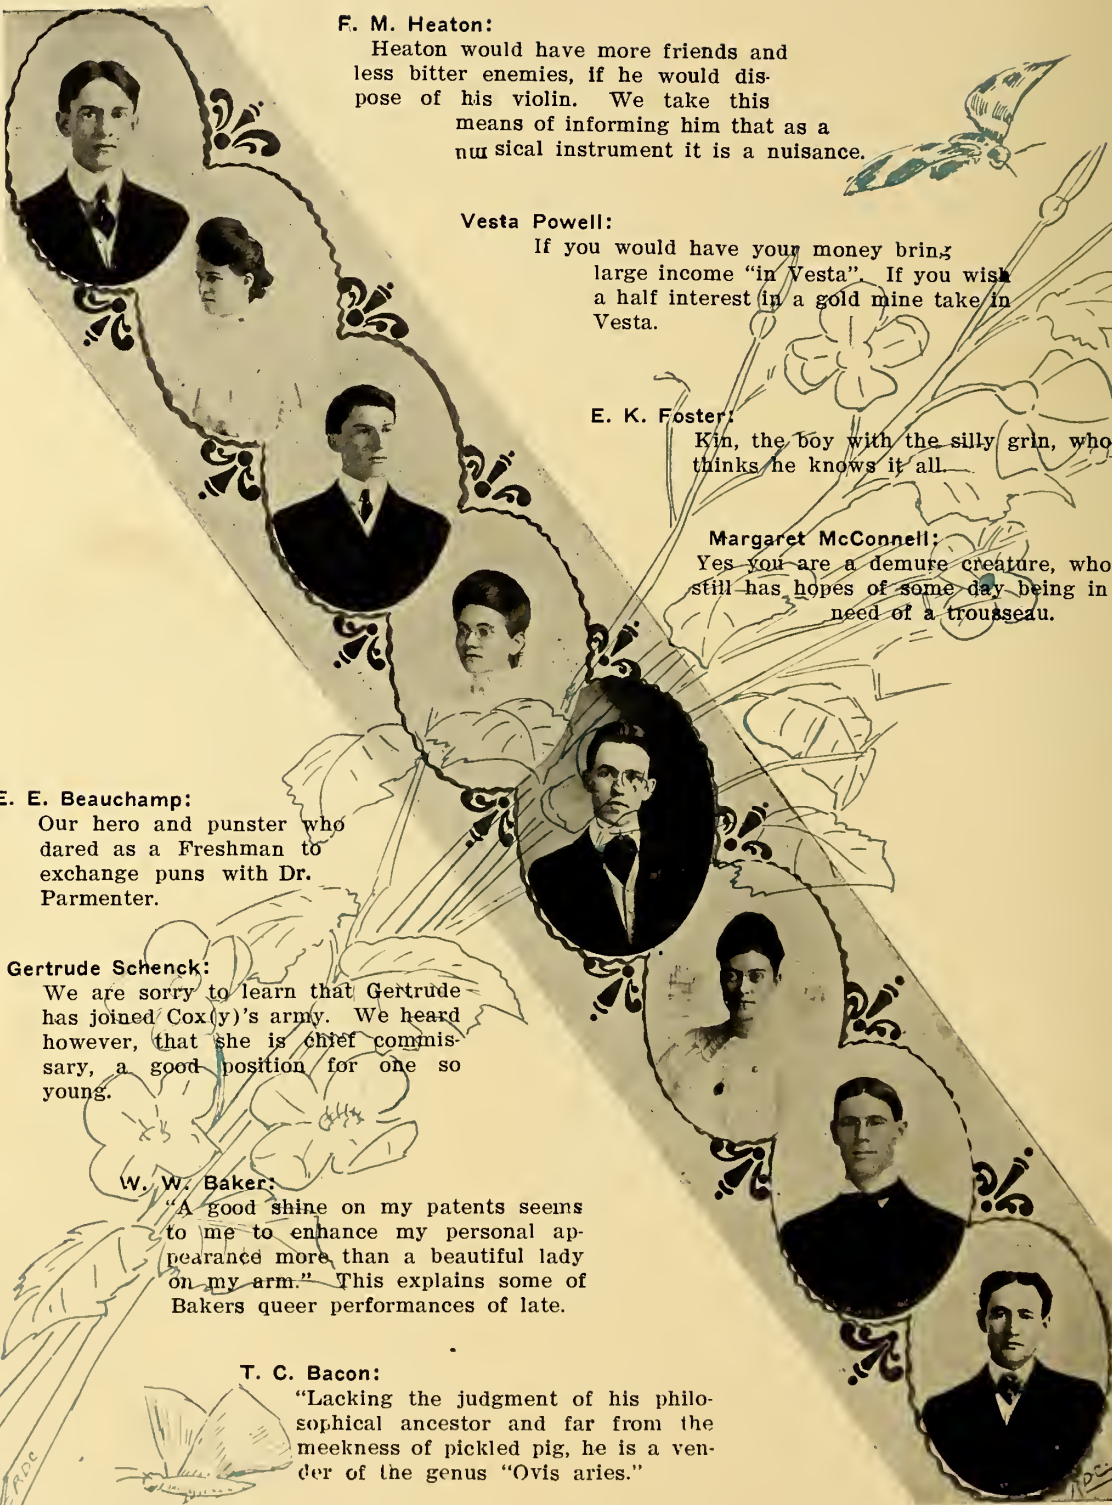 F. M. Heaton:
Heaton would have more friends and
less bitter enemies, if he would dis-
pose of his violin. We take this
means of informing him that as a
sical instrument it is a nuisance.
Vesta Powell:
If you would have your money bring
large income "in Vesta". If you wish
a half interest in a gold mine take in
Vesta.
E. K. Foster:
Kin, the boy with the silly grin, who
thinks he knows it all.
Margaret McConnell:
Yes you are a demure creature, who
still has hopes of some day being in
need of a trousseau.
E. E. Beauchamp:
Our hero and punster who
dared as a Freshman to
exchange puns with Dr.
Parmenter.
Gertrude Schenck:
We are sorry to learn that Gertrude
has joined Cox(y)'s army. We heard
however, that she is chief commis-
sary, a good position for one so
young.
W. W. Baker:
"A good shine on my patents seems
to me to enhance my personal ap-
pearance more than a beautiful lady
on my arm." This explains some of
Bakers queer performances of late.
T. C. Bacon:
"Lacking the judgment of his philo-
sophical ancestor and far from the
meekness of pickled pig, he is a ven-
der of the genus "Ovis aries."